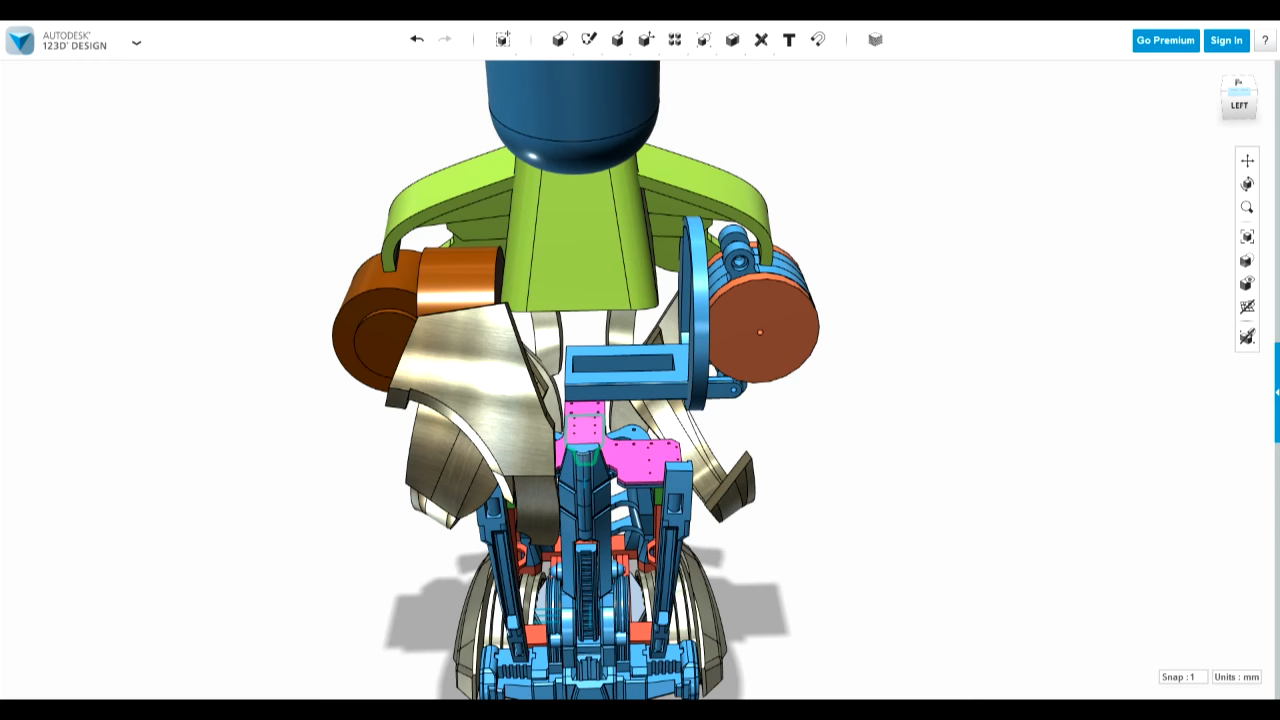 AUTODESK®
123D® DESIGN
Go Premium
Sign In
?
LEFT
Snap : 1
Units : mm